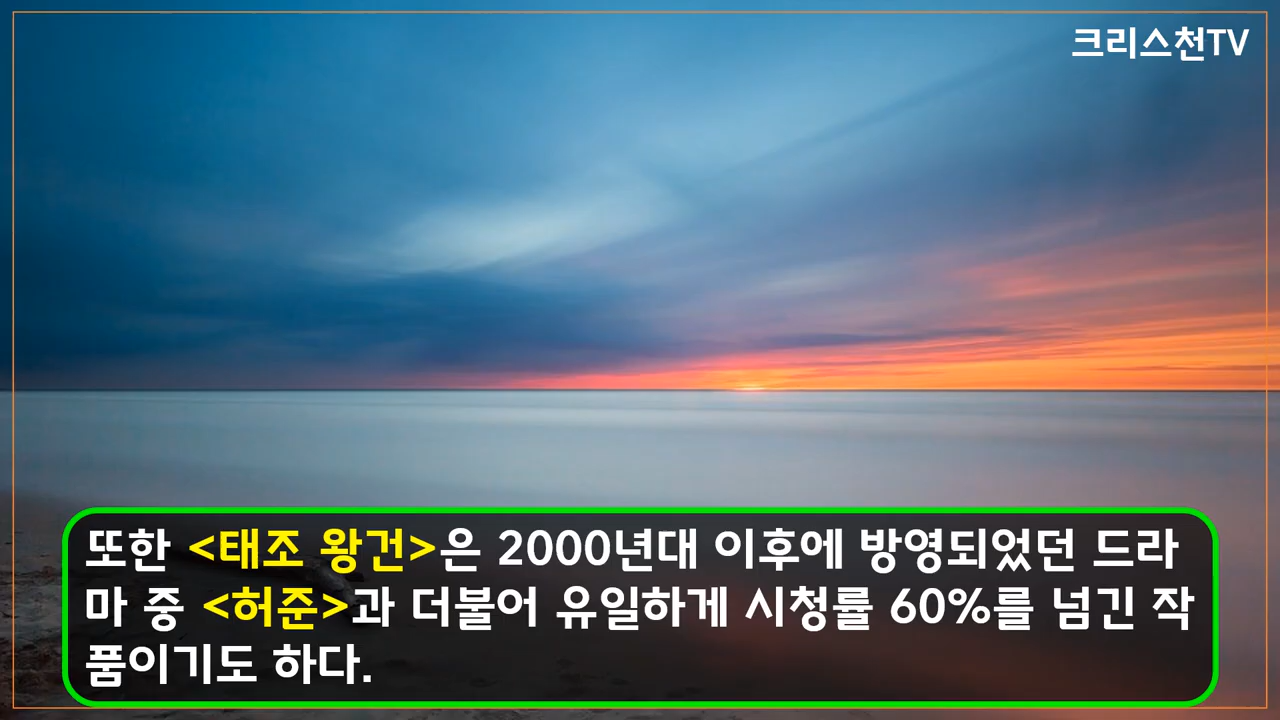 크리스천TV
또한 <태조 왕건>은 2000년대 이후에 방영되었던 드라
마 중 <허준>과 더불어 유일하게 시청률 60%를 넘긴 작
품이기도 하다.